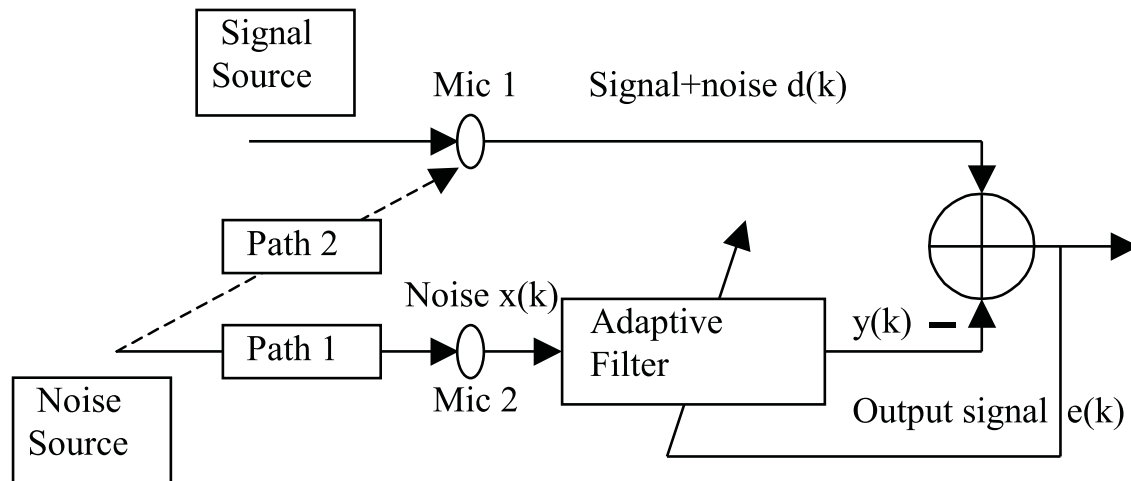 Signal
Source
Mic 1
Signal+noise d(k)
Path 2
Noise x(k)
Path 1
Mic 2
Adaptive
Filter
y(k) –
Noise
Source
Output signal e(k)